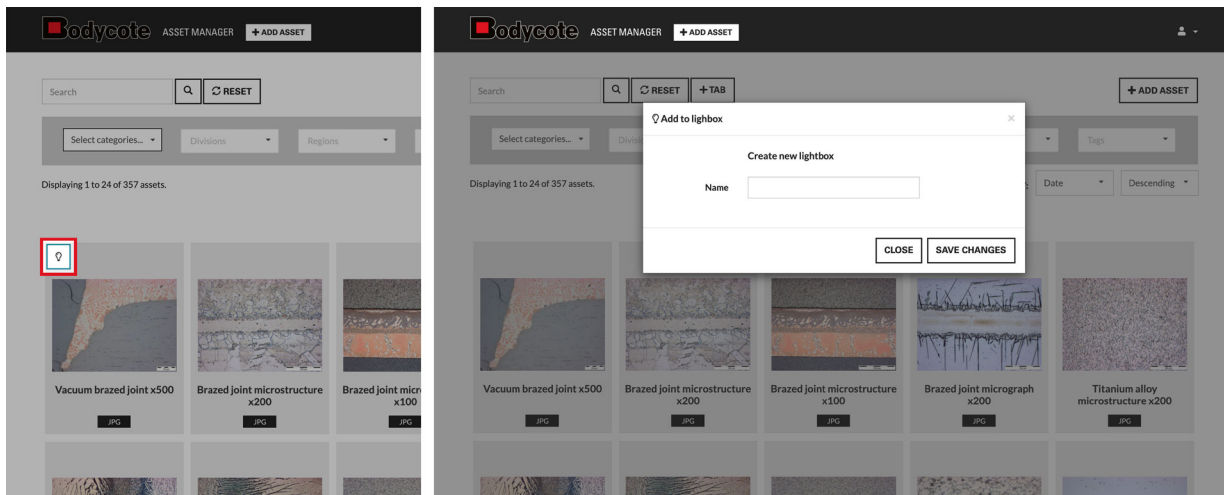 Bodycote ASSET MANAGER + ADD ASSET
Search RESET
Select categories... Divisions Regions
Displaying 1 to 24 of 357 assets.
Vacuum brazed joint x500
JPG
Brazed joint microstructure
x200
JPG
Brazed joint micr
x100
JPG
Bodycote ASSET MANAGER + ADD ASSET
Search RESET + TAB + ADD ASSET
Select categories... Divisio Tags
Displaying 1 to 24 of 357 assets. Date Descending
Add to lighbox ×
Create new lightbox
Name
CLOSE SAVE CHANGES
Vacuum brazed joint x500
JPG
Brazed joint microstructure
x200
JPG
Brazed joint microstructure
x100
JPG
Brazed joint micrograph
x200
JPG
Titanium alloy
microstructure x200
JPG